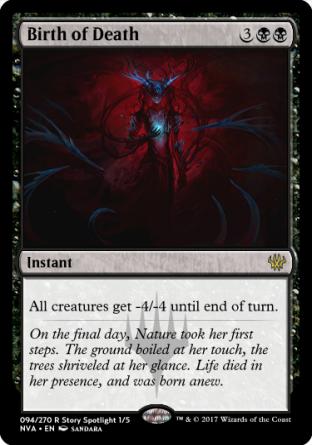 Birth of Death 3
Instant
All creatures get -4/-4 until end of turn.
On the final day, Nature took her first
steps. The ground boiled at her touch, the
trees shriveled at her glance. Life died in
her presence, and was born anew.
094/270 R Story Spotlight 1/5
NVA • EN SANDARA
™ & © 2017 Wizards of the Coast